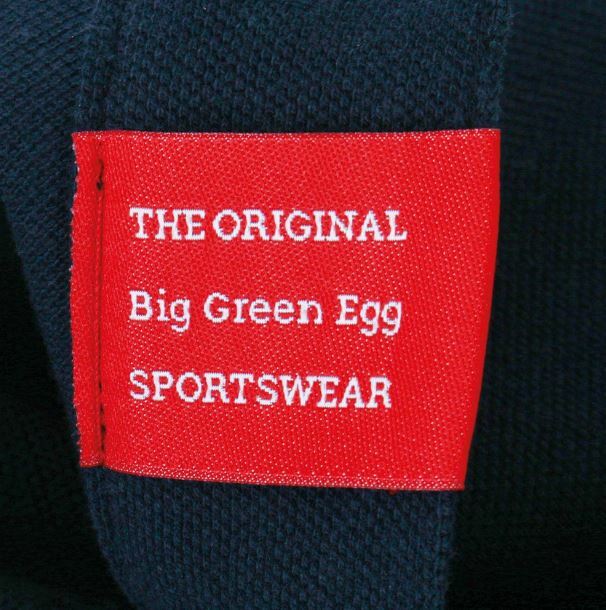 THE ORIGINAL
Big Green Egg
SPORTSWEAR